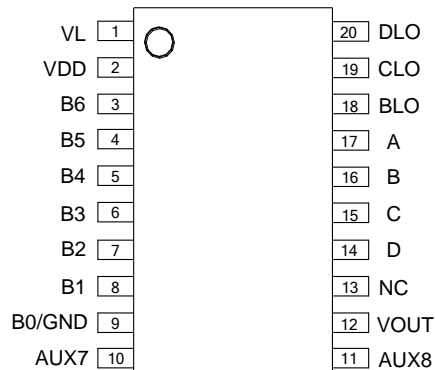 VL 1 20 DLO
VDD 2 19 CLO
B6 3 18 BLO
B5 4 17 A
B4 5 16 B
B3 6 15 C
B2 7 14 D
B1 8 13 NC
B0/GND 9 12 VOUT
AUX7 10 11 AUX8